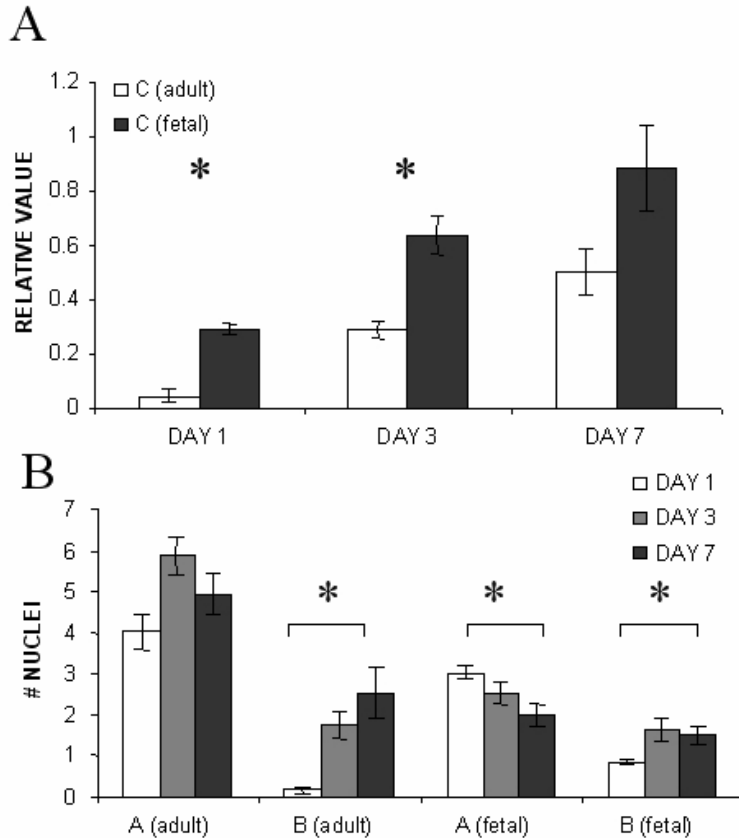 A
C (adult)
C (fetal)
RELATIVE VALUE
1.2
1
0.8
0.6
0.4
0.2
0
*
*
DAY 1 DAY 3 DAY 7
B
DAY 1
DAY 3
DAY 7
# NUCLEI
7
6
5
4
3
2
1
0
* * *
A (adult) B (adult) A (fetal) B (fetal)